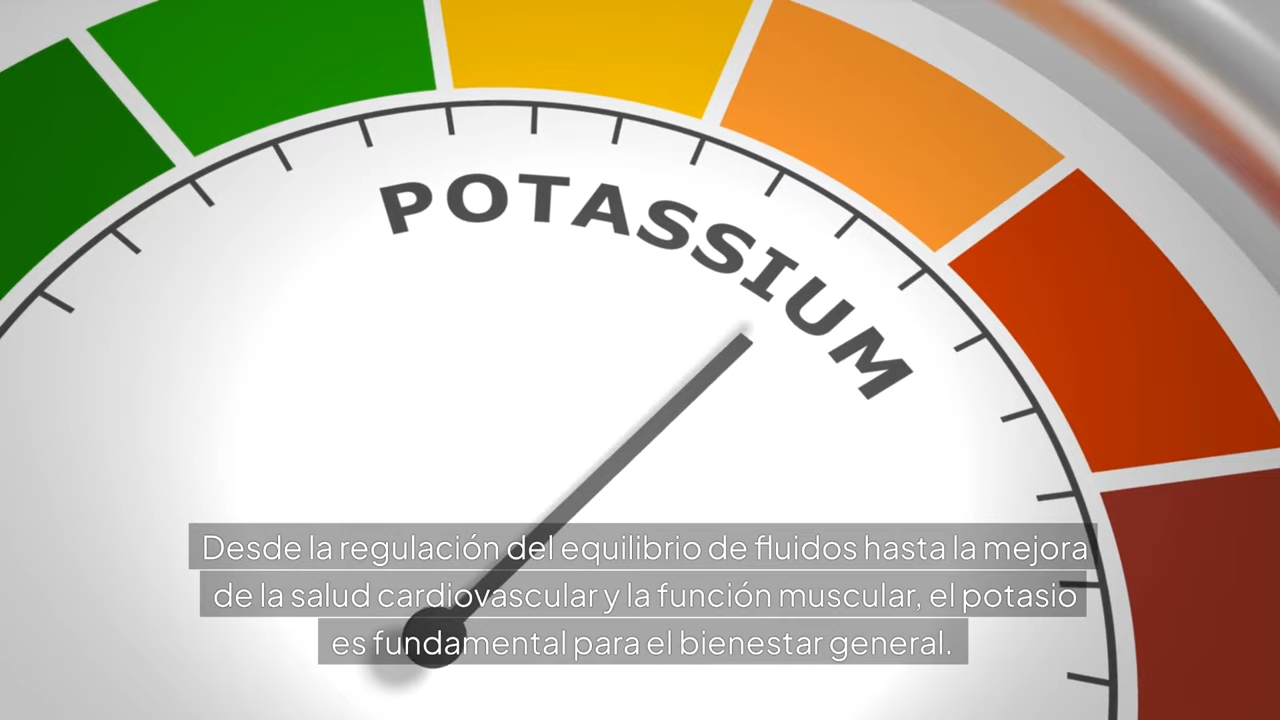 POTASSIUM
Desde la regulación del equilibrio de fluidos hasta la mejora
de la salud cardiovascular y la función muscular, el potasio
es fundamental para el bienestar general.